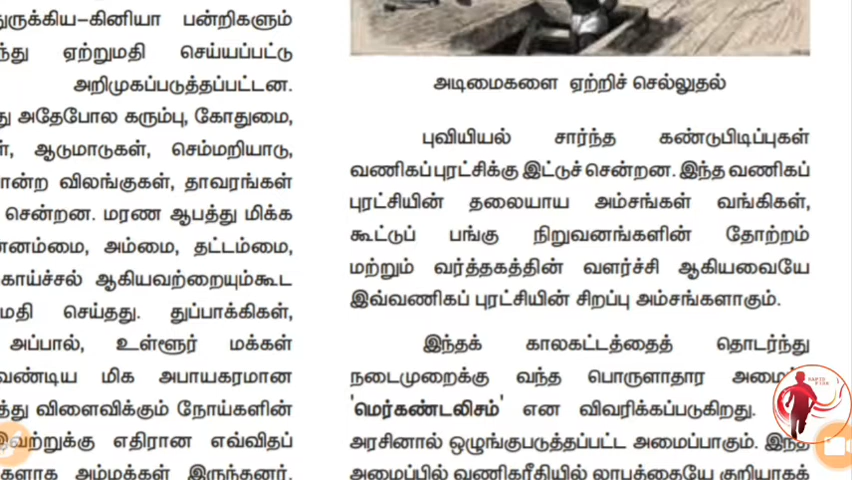 துருக்கிய-கினியா பன்றிகளும்
ஏற்றுமதி செய்யப்பட்டு
அறிமுகப்படுத்தப்பட்டன.
அதேபோல கரும்பு, கோதுமை,
ஆடுமாடுகள், செம்மறியாடு,
விலங்குகள், தாவரங்கள்
சென்றன. மரண ஆபத்து மிக்க
அம்மை, தட்டம்மை,
ஆகியவற்றையும்கூட
செய்தது. துப்பாக்கிகள்,
அப்பால், உள்ளூர் மக்கள்
மிக அபாயகரமான
விளைவிக்கும் நோய்களின்
எதிரான எவ்விதப்
அம்மக்கள் இருந்தனர்.
அடிமைகளை ஏற்றிச் செல்லுதல்
புவியியல் சார்ந்த கண்டுபிடிப்புகள்
வணிகப் புரட்சிக்கு இட்டுச் சென்றன. இந்த வணிகப்
புரட்சியின் தலையாய அம்சங்கள் வங்கிகள்,
கூட்டுப் பங்கு நிறுவனங்களின் தோற்றம்
மற்றும் வர்த்தகத்தின் வளர்ச்சி ஆகியவையே
இவ்வணிகப் புரட்சியின் சிறப்பு அம்சங்களாகும்.
இந்தக் காலகட்டத்தைத் தொடர்ந்து
நடைமுறைக்கு வந்த பொருளாதார
'மெர்கண்டலிசம்' என விவரிக்கப்படுகிறது.
அரசினால் ஒழுங்குபடுத்தப்பட்ட அமைப்பாகும். இந்த
அமைப்பில் வணிகரீதியில் லாபத்தையே குறியாகக்